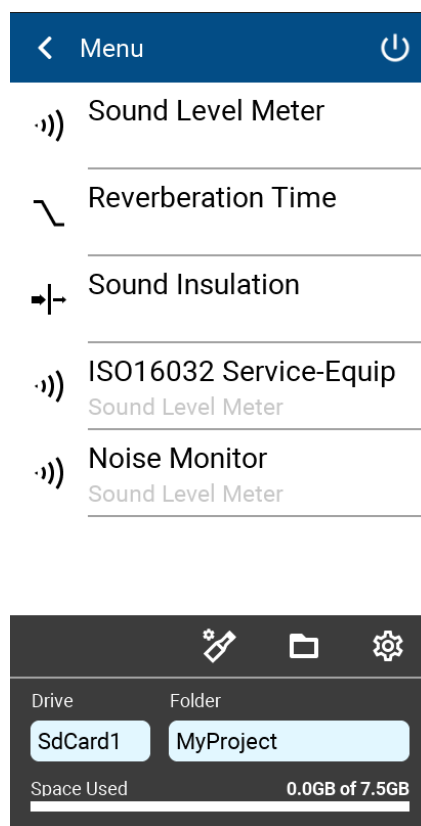 Menu
Sound Level Meter
Reverberation Time
Sound Insulation
ISO16032 Service-Equip
Sound Level Meter
Noise Monitor
Sound Level Meter
Drive Folder
SdCard1 MyProject
Space Used 0.0GB of 7.5GB